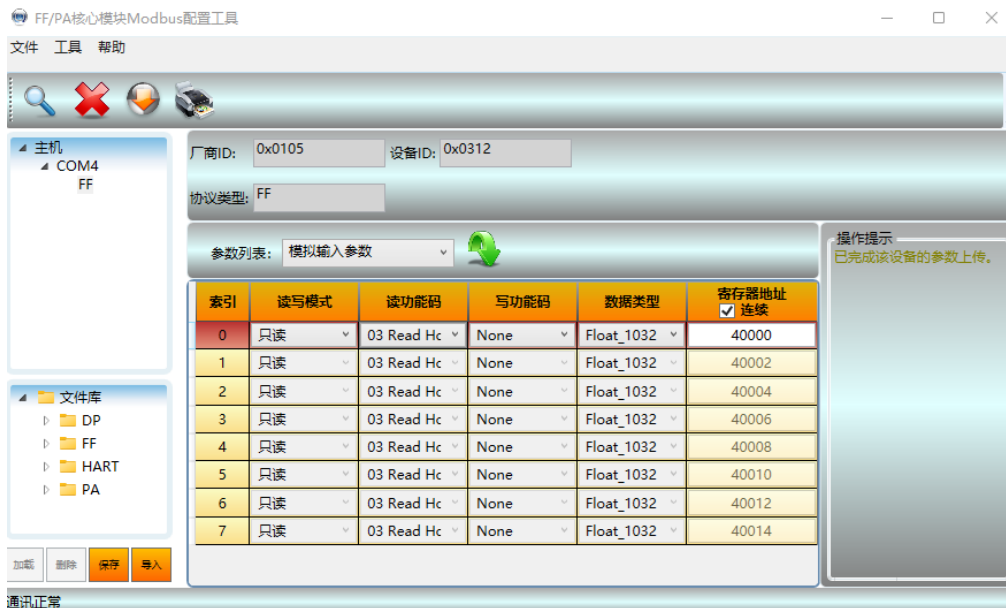 FF/PA核心模块Modbus配置工具
文件 工具 帮助
主机
COM4
FF
厂商ID: 0x0105 设备ID: 0x0312
协议类型: FF
参数列表: 模拟输入参数
操作提示
已完成该设备的参数上传。
索引 读写模式 读功能码 写功能码 数据类型 寄存器地址 连续
0 只读 03 Read Hc None Float_1032 40000
1 只读 03 Read Hc None Float_1032 40002
2 只读 03 Read Hc None Float_1032 40004
3 只读 03 Read Hc None Float_1032 40006
4 只读 03 Read Hc None Float_1032 40008
5 只读 03 Read Hc None Float_1032 40010
6 只读 03 Read Hc None Float_1032 40012
7 只读 03 Read Hc None Float_1032 40014
文件库
DP
FF
HART
PA
加载 删除 保存 导入
通讯正常